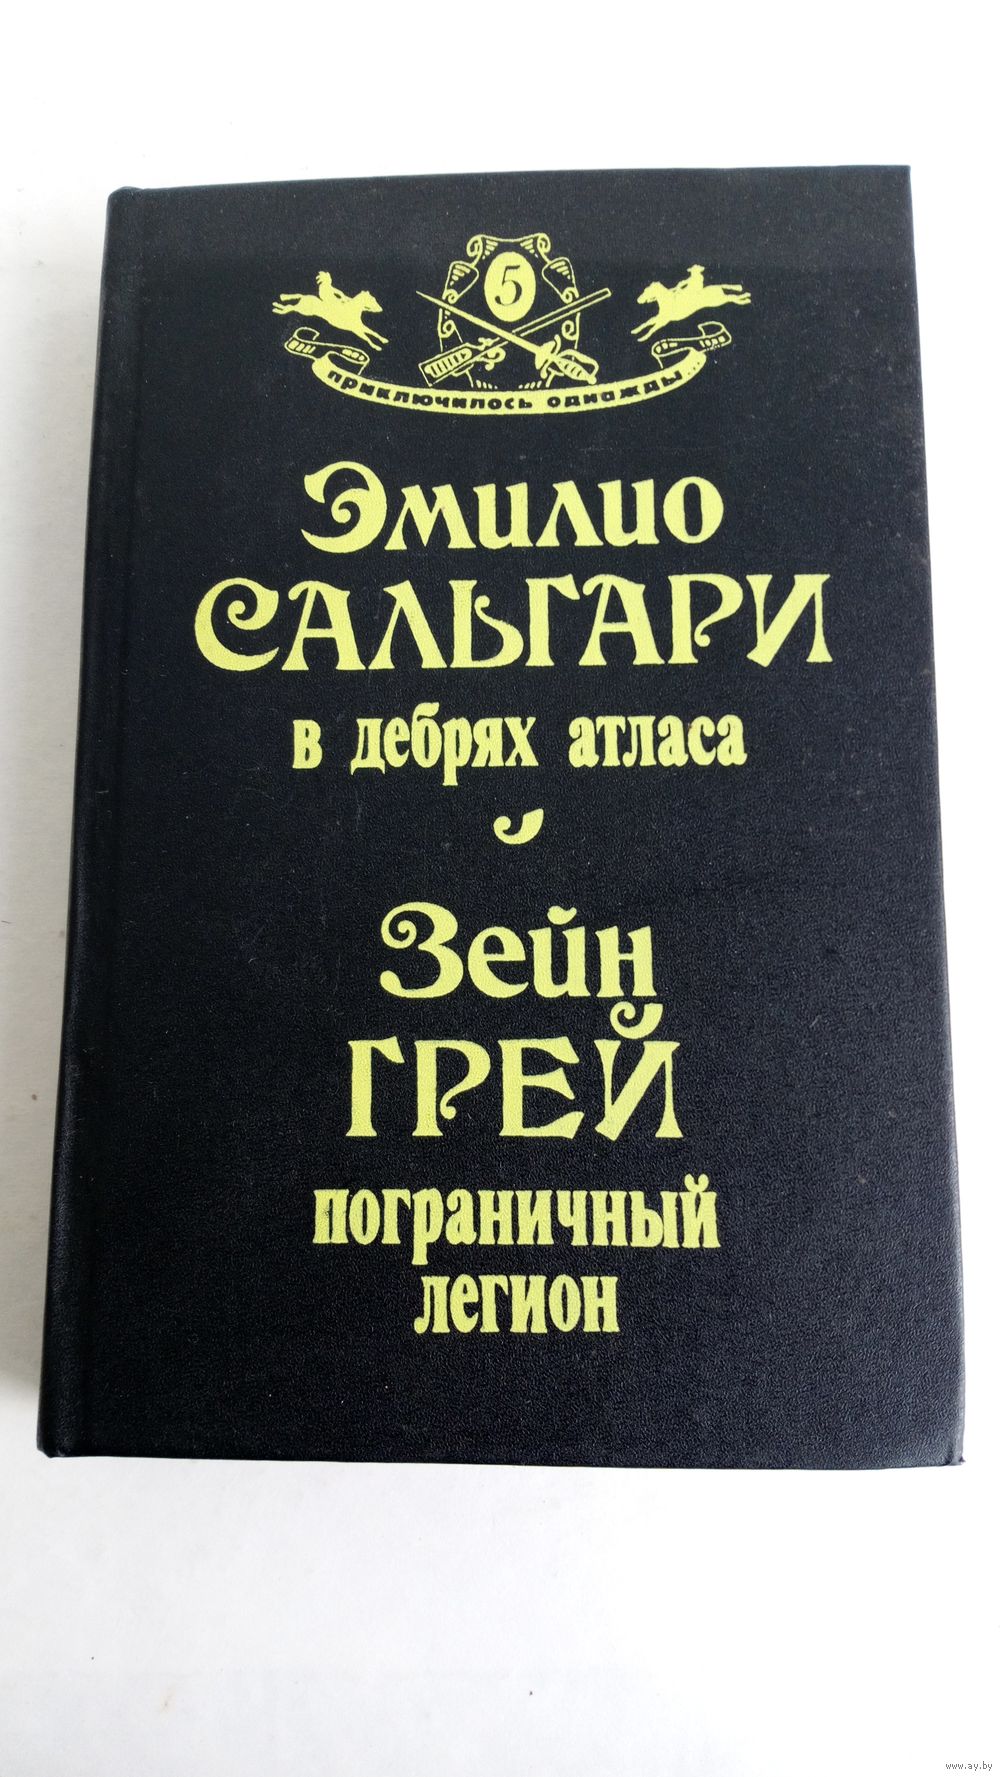 5
приключилось однажды...
Эмилио
САЛЬГАРИ
в дебрях атласа
Зейн
ГРЕЙ
пограничный
легион
www.ay.by